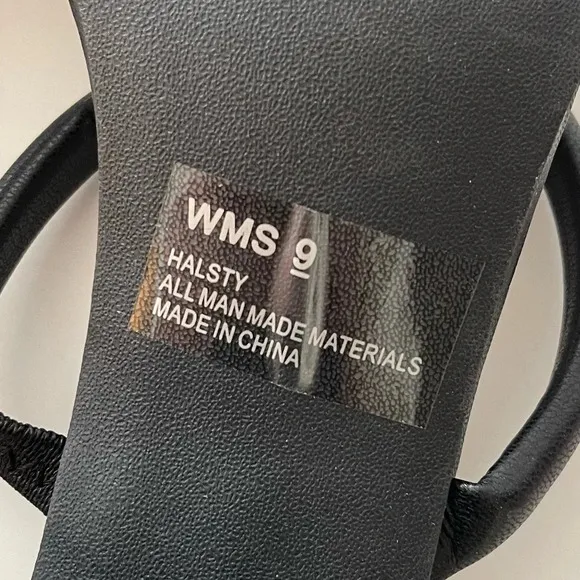 WMS 9
HALSTY
ALL MAN MADE MATERIALS
MADE IN CHINA